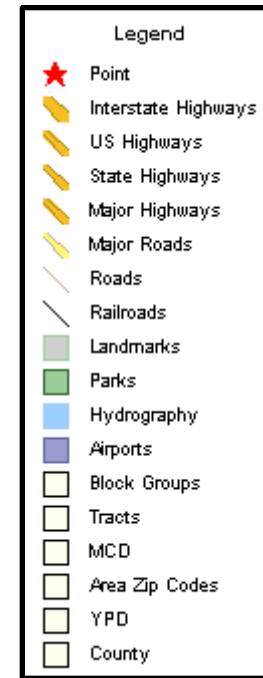 Legend
Point
Interstate Highways
US Highways
State Highways
Major Highways
Major Roads
Roads
Railroads
Landmarks
Parks
Hydrography
Airports
Block Groups
Tracts
MCD
Area Zip Codes
YPD
County